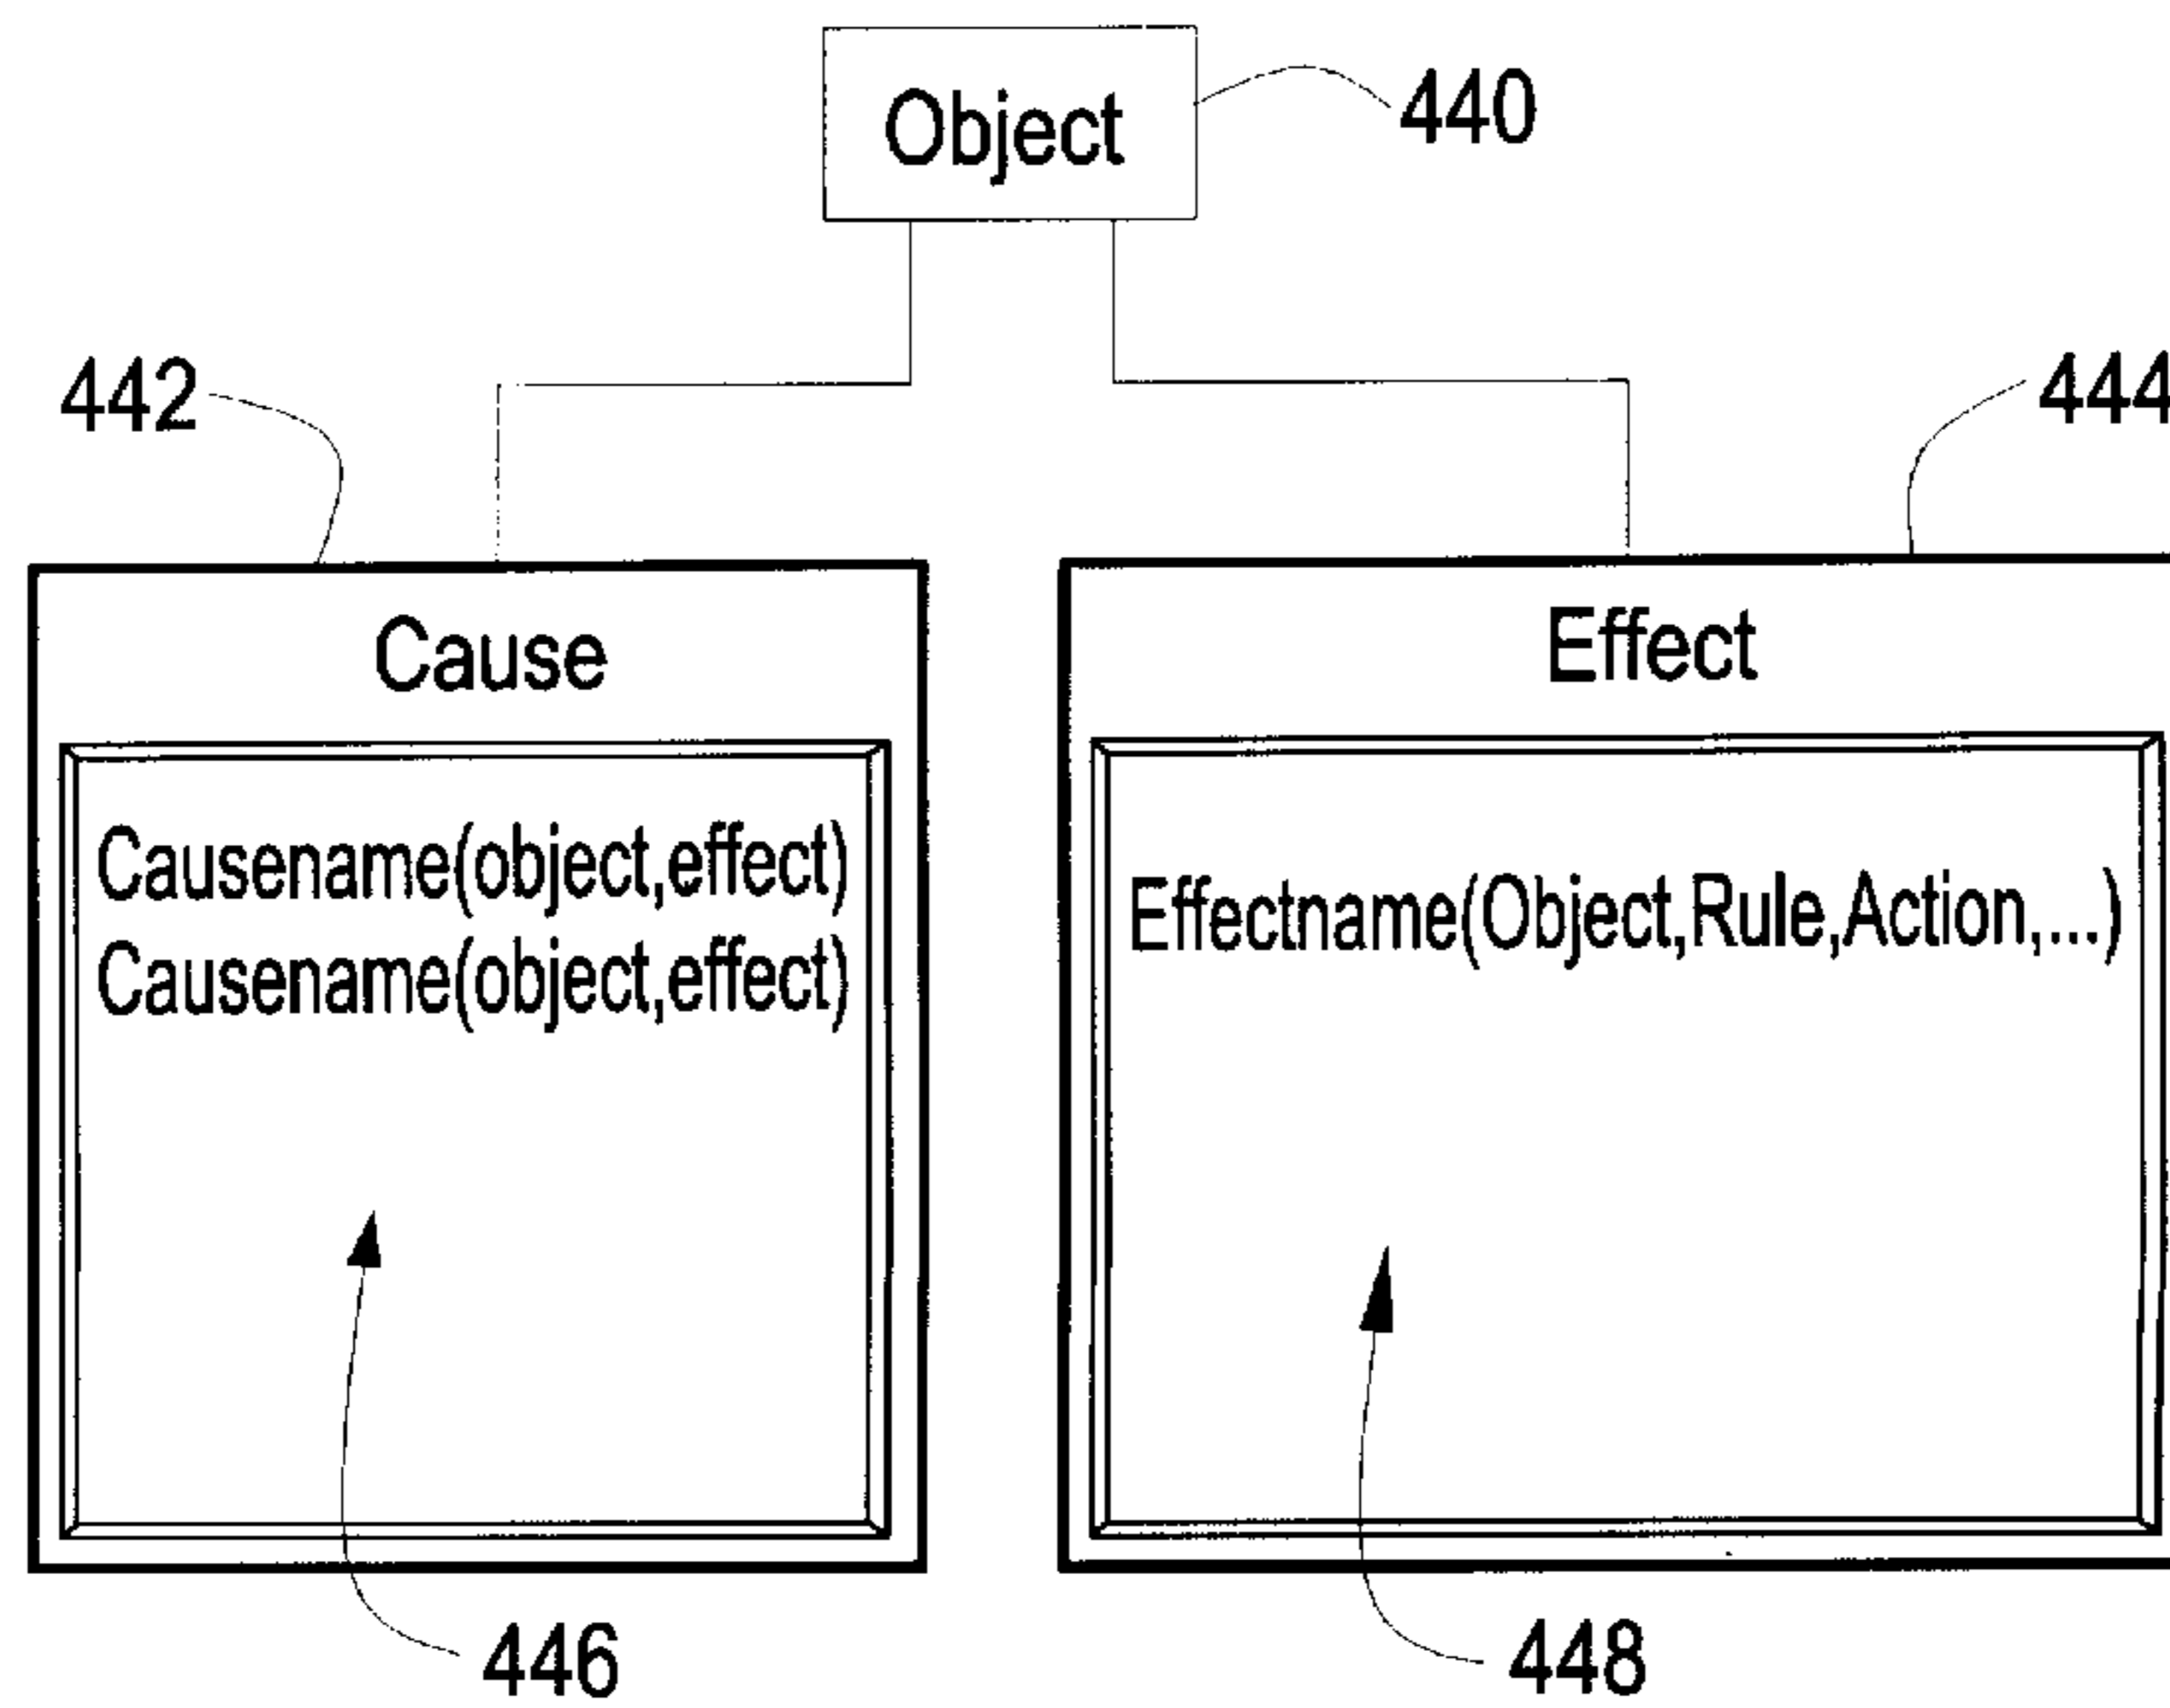 Object
440
442
444
Cause
Effect
Causename(object,effect)
Causename(object,effect)
Effectname(Object,Rule,Action,...)
446
448